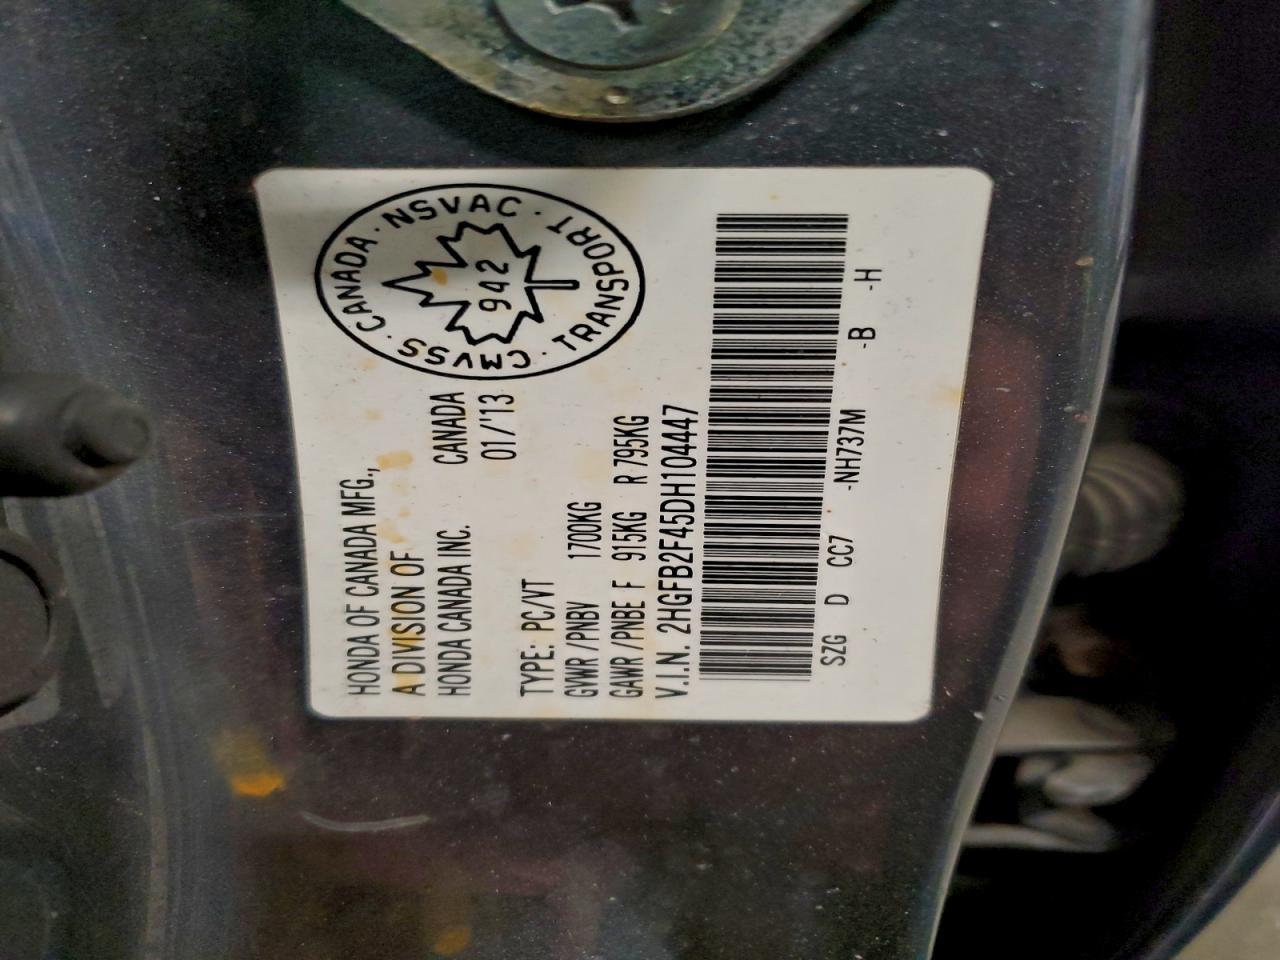 HONDA OF CANADA MFG.,
A DIVISION OF
HONDA CANADA INC. CANADA
01/'13
TYPE: PC/VT
GVWR/PNBV 1700KG
GAWR/PNBE F 915KG R 795KG
V.I.N. 2HGFB2F45DH104447
SZG D CC7 -NH737M -B -H
CMVSS · CANADA · NSVAC · TRANSPORT ·
942